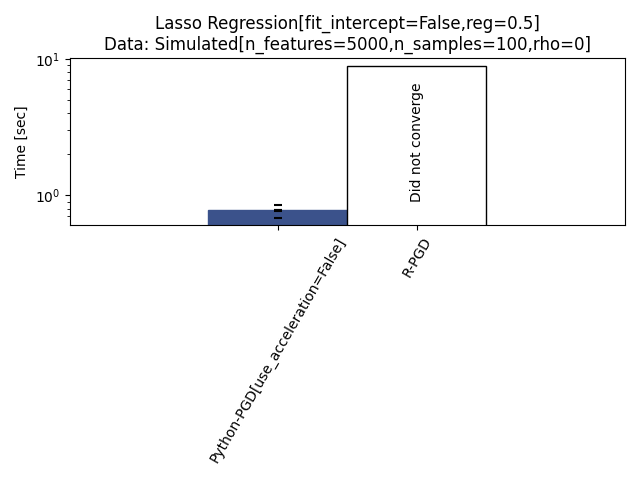 Lasso Regression[fit_intercept=False,reg=0.5]
Data: Simulated[n_features=5000,n_samples=100,rho=0]
Time [sec]
10¹
10⁰
Did not converge
Python-PGD[use_acceleration=False]
R-PGD